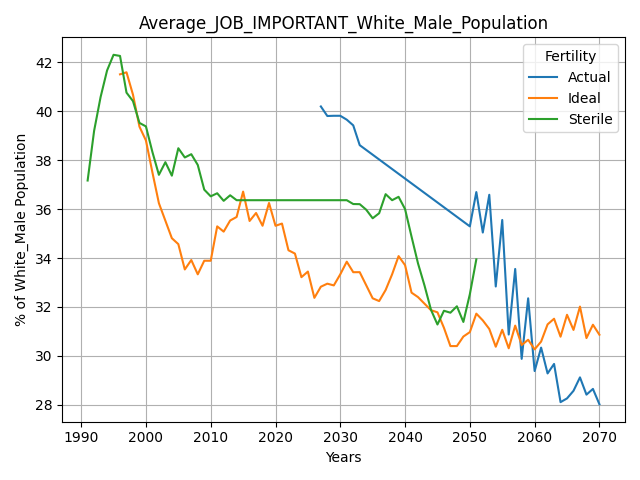 Average_JOB_IMPORTANT_White_Male_Population
Fertility
Actual
Ideal
Sterile
% of White_Male Population
42
40
38
36
34
32
30
28
1990
2000
2010
2020
2030
2040
2050
2060
2070
Years